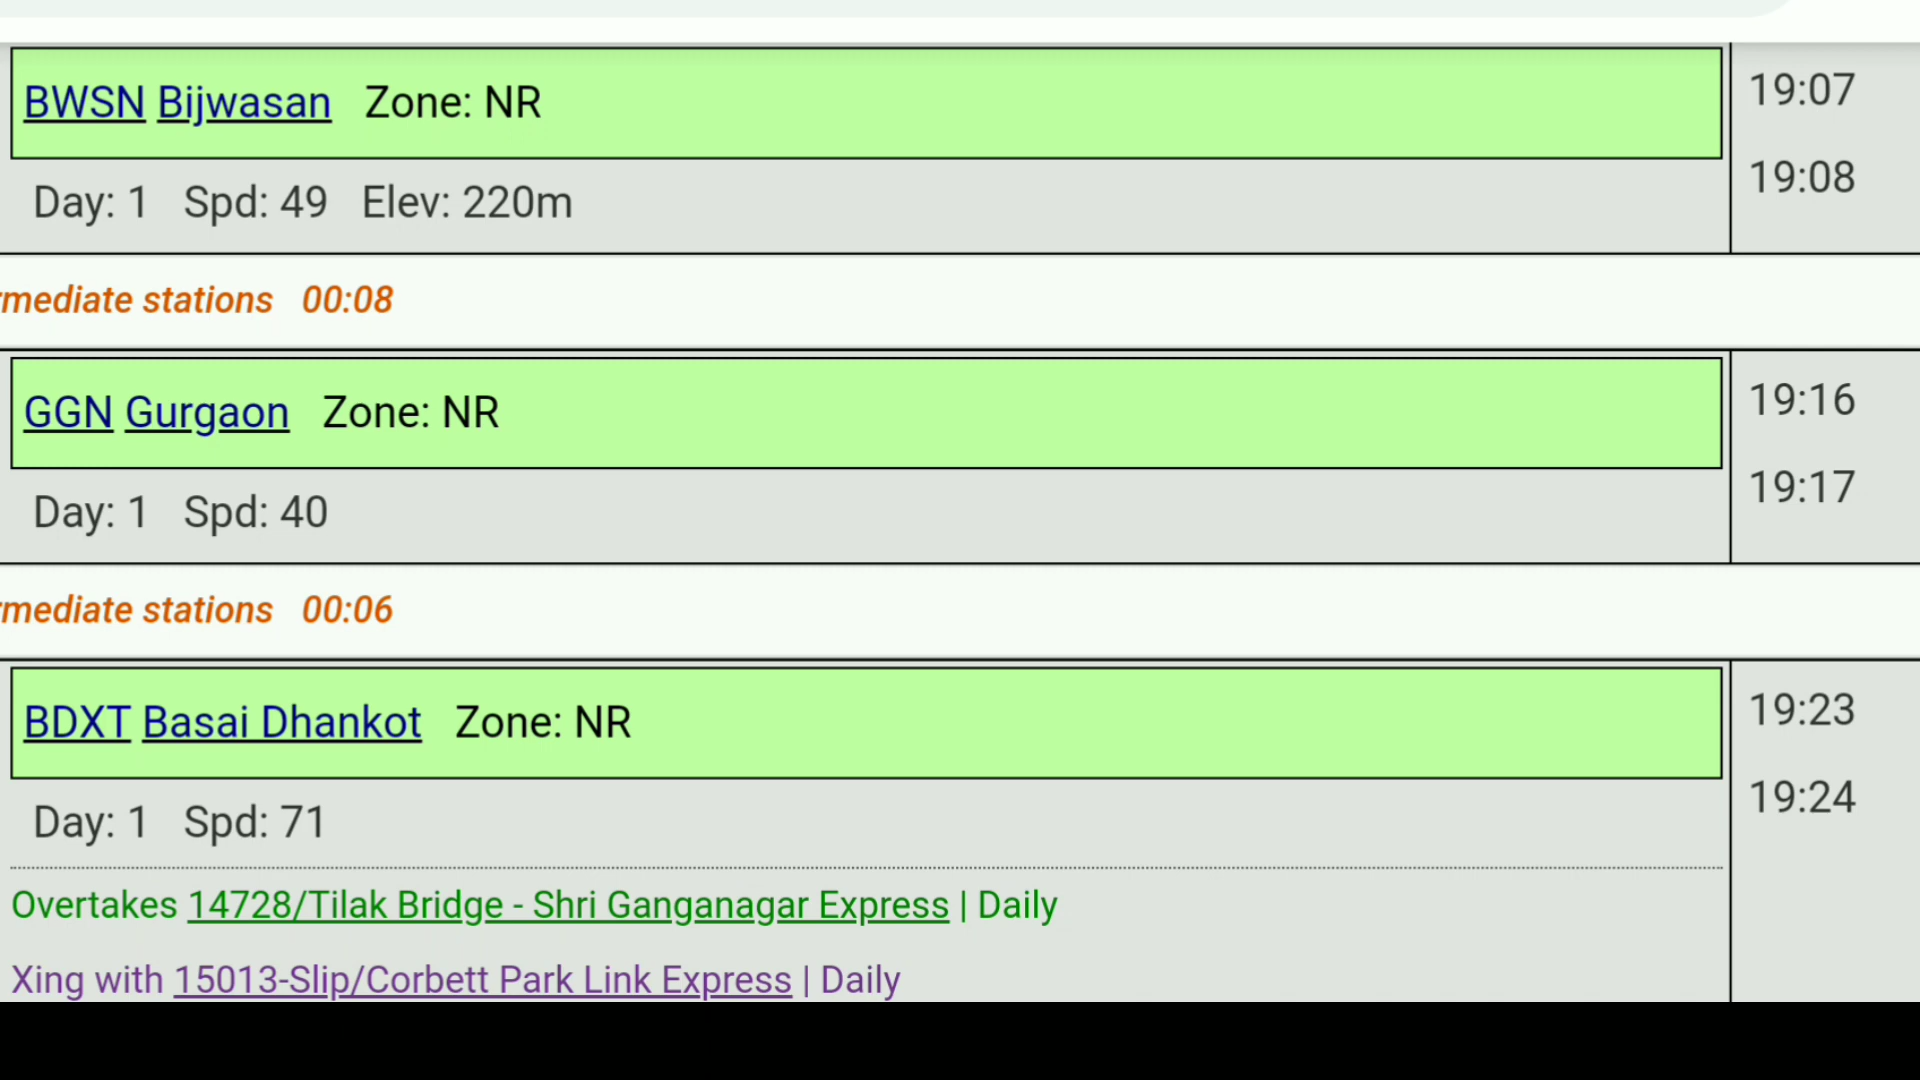 BWSN Bijwasan Zone: NR 19:07
19:08
Day: 1 Spd: 49 Elev: 220m
rmediate stations 00:08
GGN Gurgaon Zone: NR 19:16
19:17
Day: 1 Spd: 40
rmediate stations 00:06
BDXT Basai Dhankot Zone: NR 19:23
19:24
Day: 1 Spd: 71
Overtakes 14728/Tilak Bridge - Shri Ganganagar Express | Daily
Xing with 15013-Slip/Corbett Park Link Express | Daily